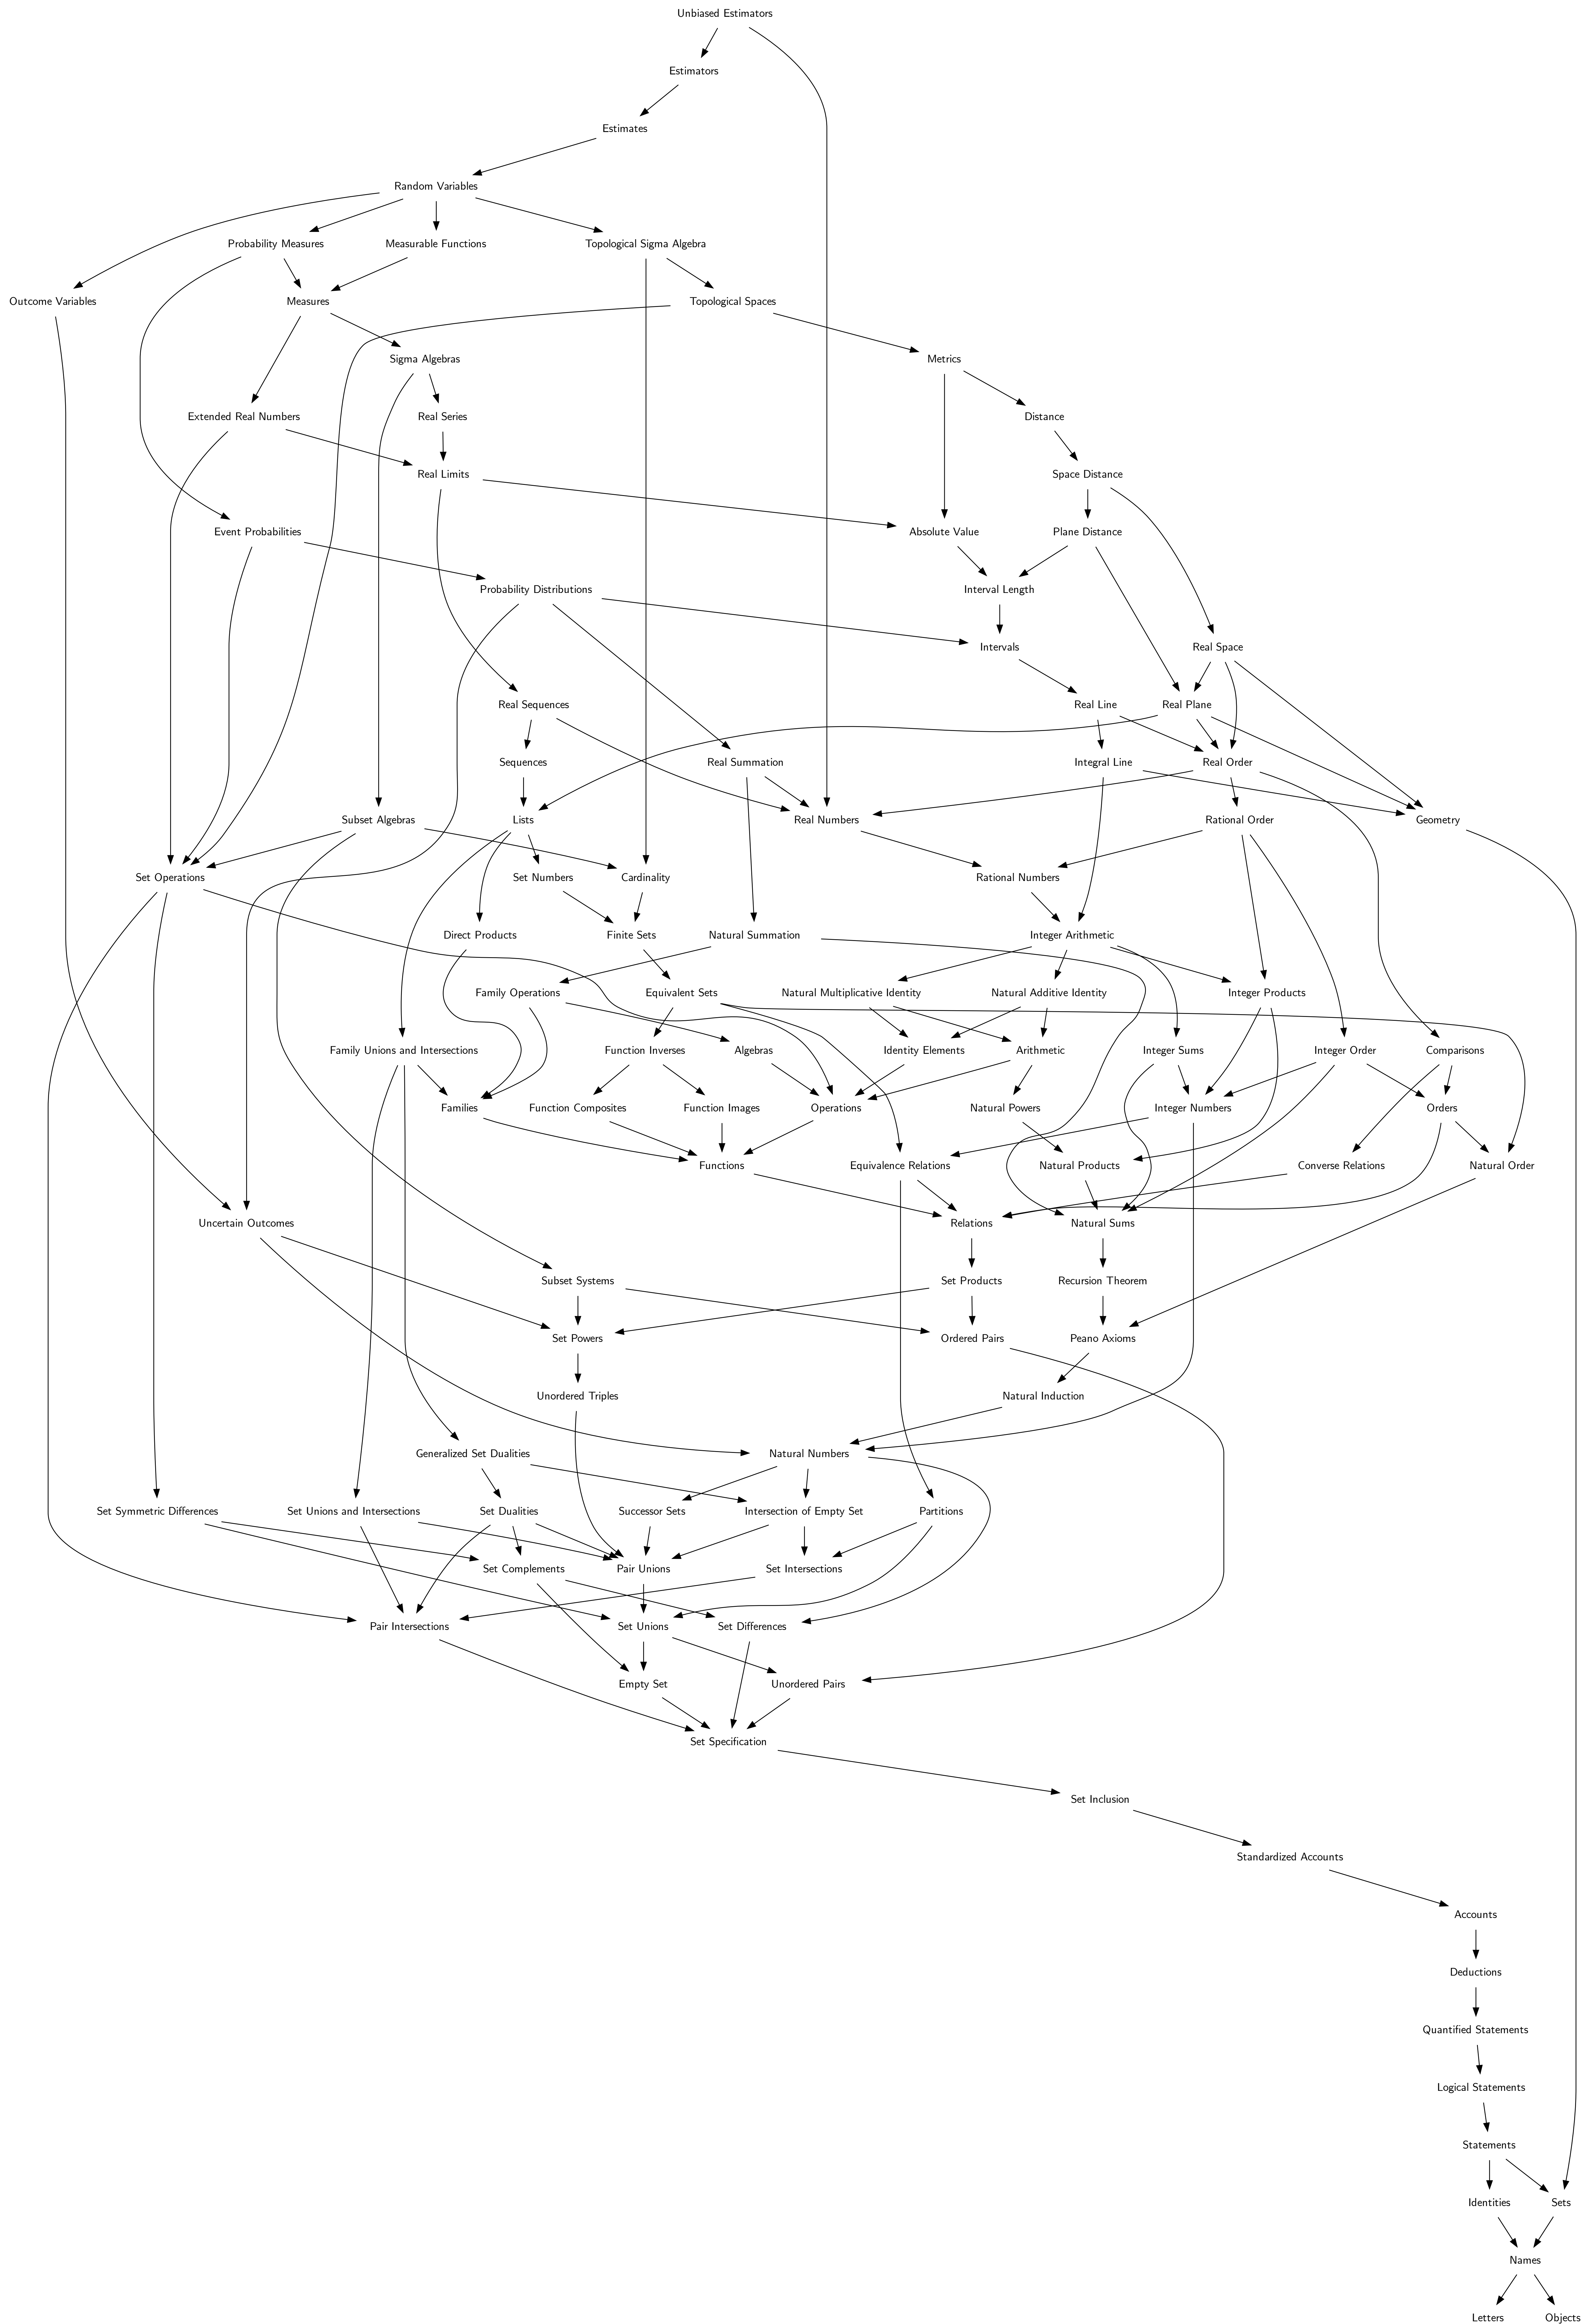 Unbiased Estimators
Estimators
Estimates
Random Variables
Probability Measures
Measurable Functions
Topological Sigma Algebra
Outcome Variables
Measures
Topological Spaces
Sigma Algebras
Metrics
Extended Real Numbers
Real Series
Distance
Real Limits
Space Distance
Event Probabilities
Absolute Value
Plane Distance
Probability Distributions
Interval Length
Intervals
Real Space
Real Sequences
Real Line
Real Plane
Sequences
Real Summation
Integral Line
Real Order
Subset Algebras
Lists
Real Numbers
Rational Order
Geometry
Set Operations
Set Numbers
Cardinality
Rational Numbers
Direct Products
Finite Sets
Natural Summation
Integer Arithmetic
Family Operations
Equivalent Sets
Natural Multiplicative Identity
Natural Additive Identity
Integer Products
Family Unions and Intersections
Function Inverses
Algebras
Identity Elements
Arithmetic
Integer Sums
Integer Order
Comparisons
Families
Function Composites
Function Images
Operations
Natural Powers
Integer Numbers
Orders
Functions
Equivalence Relations
Natural Products
Converse Relations
Natural Order
Uncertain Outcomes
Relations
Natural Sums
Subset Systems
Set Products
Recursion Theorem
Set Powers
Ordered Pairs
Peano Axioms
Unordered Triples
Natural Induction
Generalized Set Dualities
Natural Numbers
Set Symmetric Differences
Set Unions and Intersections
Set Dualities
Successor Sets
Intersection of Empty Set
Partitions
Set Complements
Pair Unions
Set Intersections
Pair Intersections
Set Unions
Set Differences
Empty Set
Unordered Pairs
Set Specification
Set Inclusion
Standardized Accounts
Accounts
Deductions
Quantified Statements
Logical Statements
Statements
Identities
Sets
Names
Letters
Objects